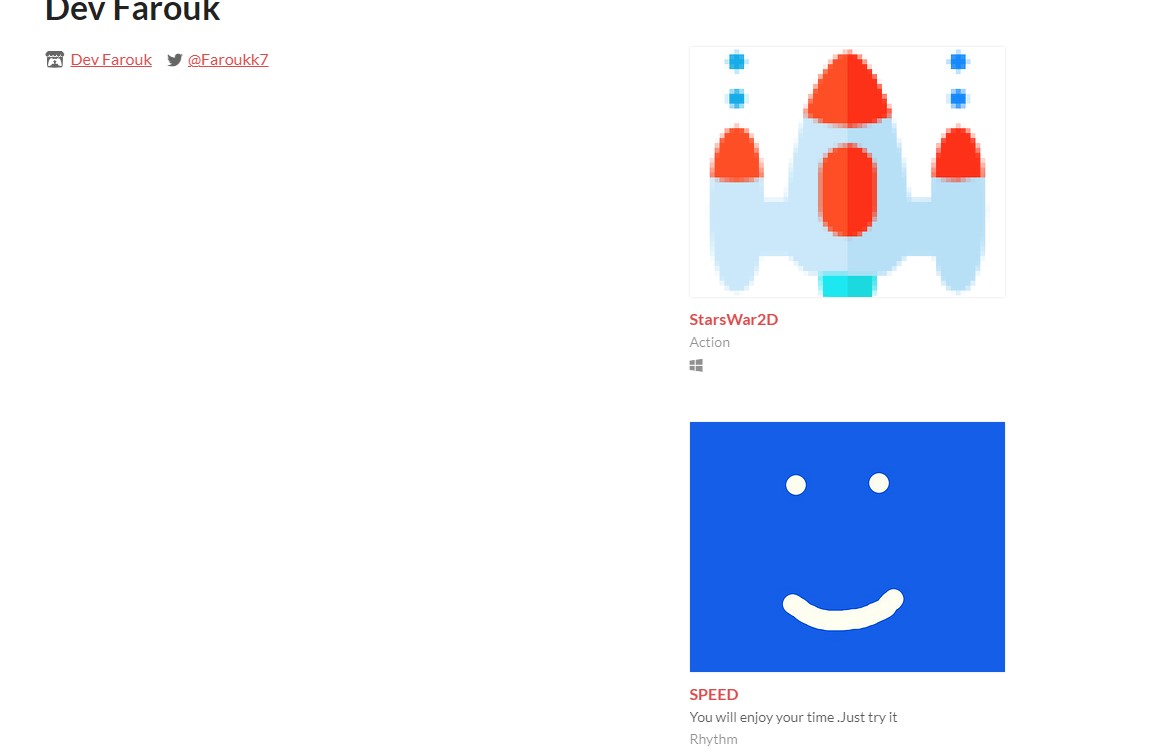 Dev Farouk
Dev Farouk @Faroukk7
StarsWar2D
Action
SPEED
You will enjoy your time .Just try it
Rhythm